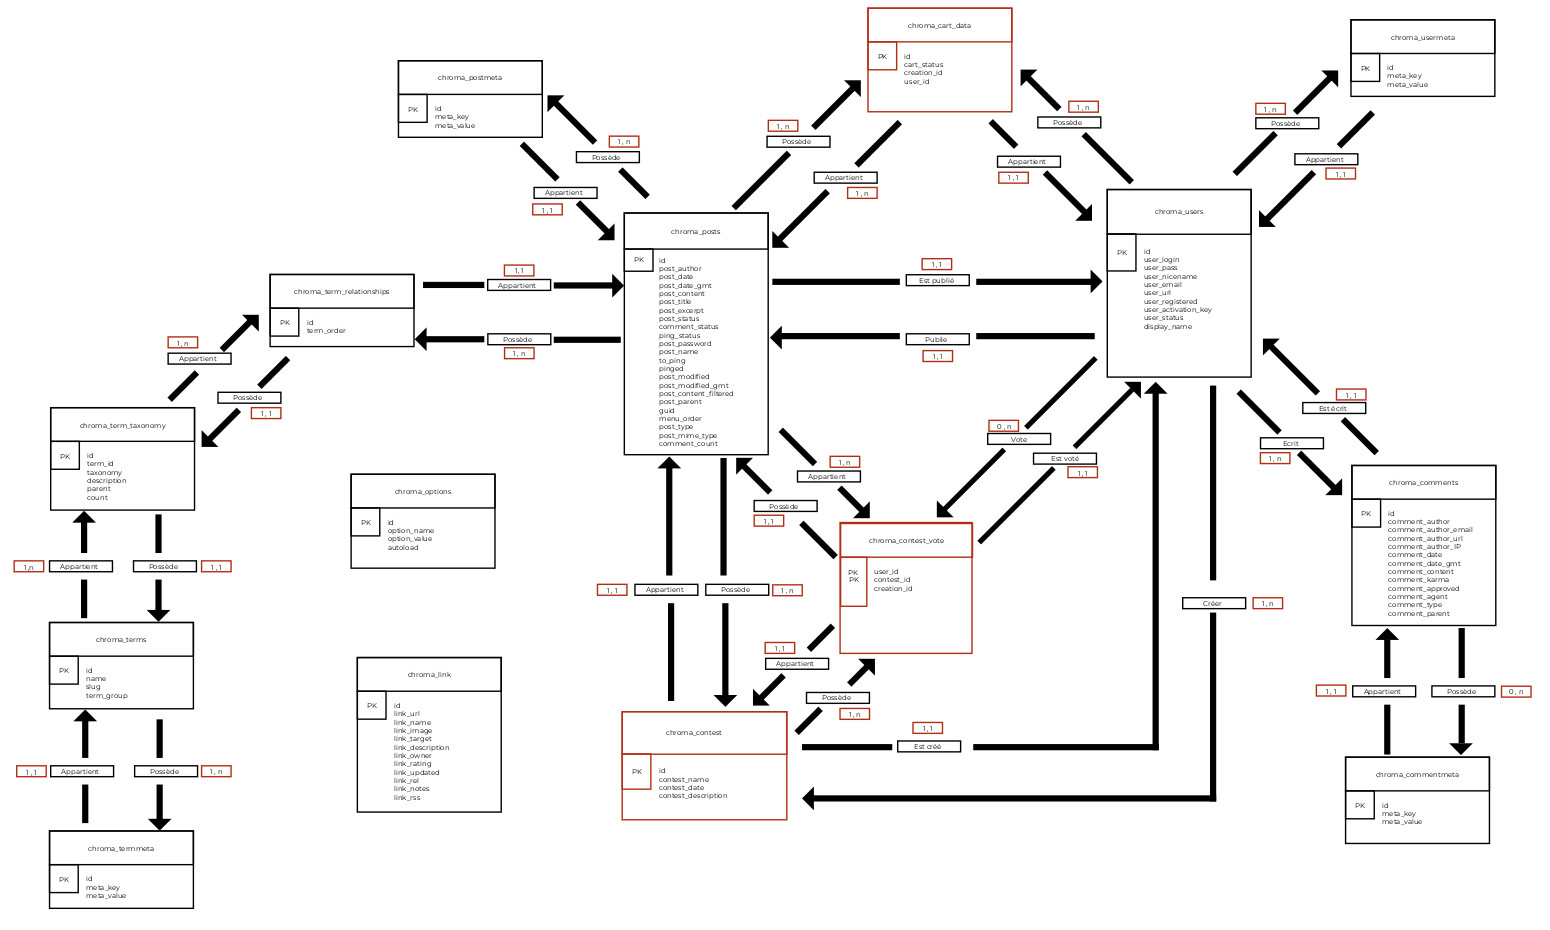 chroma_cart_data
PK
id
cart_status
creation_id
user_id
chroma_usermeta
PK
id
meta_key
meta_value
chroma_postmeta
PK
id
meta_key
meta_value
1, n
Possède
Appartient
1,1
1, n
Possède
Appartient
1, n
1, n
Possède
Appartient
1,1
1, n
Possède
Appartient
1,1
chroma_posts
PK
id
post_author
post_date
post_date_gmt
post_content
post_title
post_excerpt
post_status
comment_status
ping_status
post_password
post_name
to_ping
pinged
post_modified
post_modified_gmt
post_content_filtered
post_parent
guid
menu_order
post_type
post_mime_type
comment_count
chroma_users
PK
id
user_login
user_pass
user_nicename
user_email
user_url
user_registered
user_activation_key
user_status
display_name
1,1
Est publié
Publie
1,1
1,1
Appartient
Possède
1, n
chroma_term_relationships
PK
id
term_order
1, n
Appartient
Possède
1,1
chroma_term_taxonomy
PK
id
term_id
taxonomy
description
parent
count
1,n
Appartient
Possède
1,1
chroma_terms
PK
id
name
slug
term_group
1,1
Appartient
Possède
1, n
chroma_termmeta
PK
id
meta_key
meta_value
chroma_options
PK
id
option_name
option_value
autoload
chroma_link
PK
id
link_url
link_name
link_image
link_target
link_description
link_owner
link_rating
link_updated
link_rel
link_notes
link_rss
0, n
Vote
Est voté
1,1
1, n
Appartient
Possède
1,1
chroma_contest_vote
PK
PK
user_id
contest_id
creation_id
1,1
Appartient
Possède
1, n
1,1
Appartient
Possède
1, n
chroma_contest
PK
id
contest_name
contest_date
contest_description
1,1
Est créé
Créer
1, n
1,1
Est écrit
Ecrit
1, n
chroma_comments
PK
id
comment_author
comment_author_email
comment_author_url
comment_author_IP
comment_date
comment_date_gmt
comment_content
comment_karma
comment_approved
comment_agent
comment_type
comment_parent
1,1
Appartient
Possède
0, n
chroma_commentmeta
PK
id
meta_key
meta_value